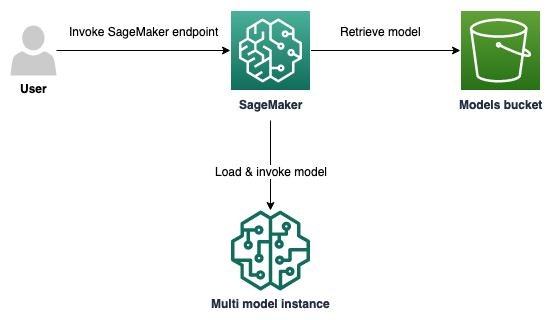 Invoke SageMaker endpoint
Retrieve model
User
SageMaker
Models bucket
Load & invoke model
Multi model instance